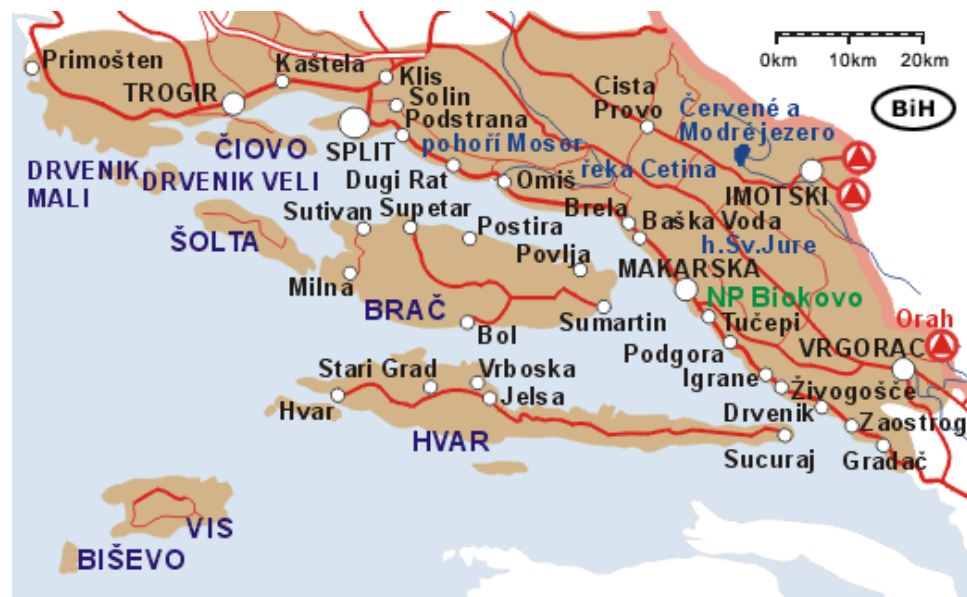 Primošten
Kaštela
TROGIR
Klis
Solin
Podstrana
SPLIT
ČIOVO
DRVENIK
MALI
DRVENIK VELI
Dugi Rat
pohoří Mosor
Omiš
řeka Cetina
Cista
Provo
Červené a
Modré jezero
0km
10km
20km
BiH
IMOTSKI
Brela
Baška Voda
h.Sv.Jure
MAKARSKA
NP Biokovo
Tučepi
Podgora
Igrane
Živogošče
Drvenik
Zaostrog
Gradač
Orah
VRGORAC
Sutivan
Supetar
Postira
Povlja
ŠOLTA
Milna
BRAČ
Bol
Sumartin
Stari Grad
Vrboska
Jelsa
Hvar
HVAR
Sucuraj
VIS
BIŠEVO